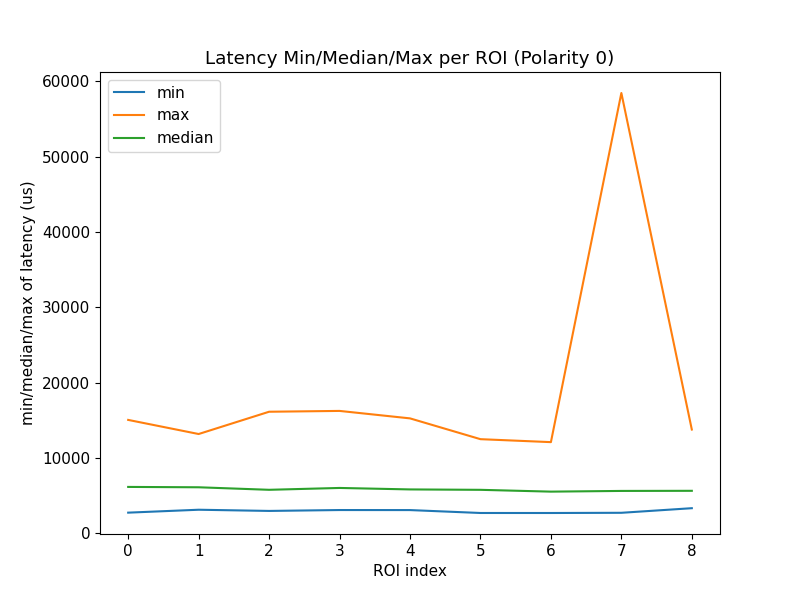 Latency Min/Median/Max per ROI (Polarity 0)
min
max
median
60000
50000
40000
30000
20000
10000
0
min/median/max of latency (us)
0 1 2 3 4 5 6 7 8
ROI index